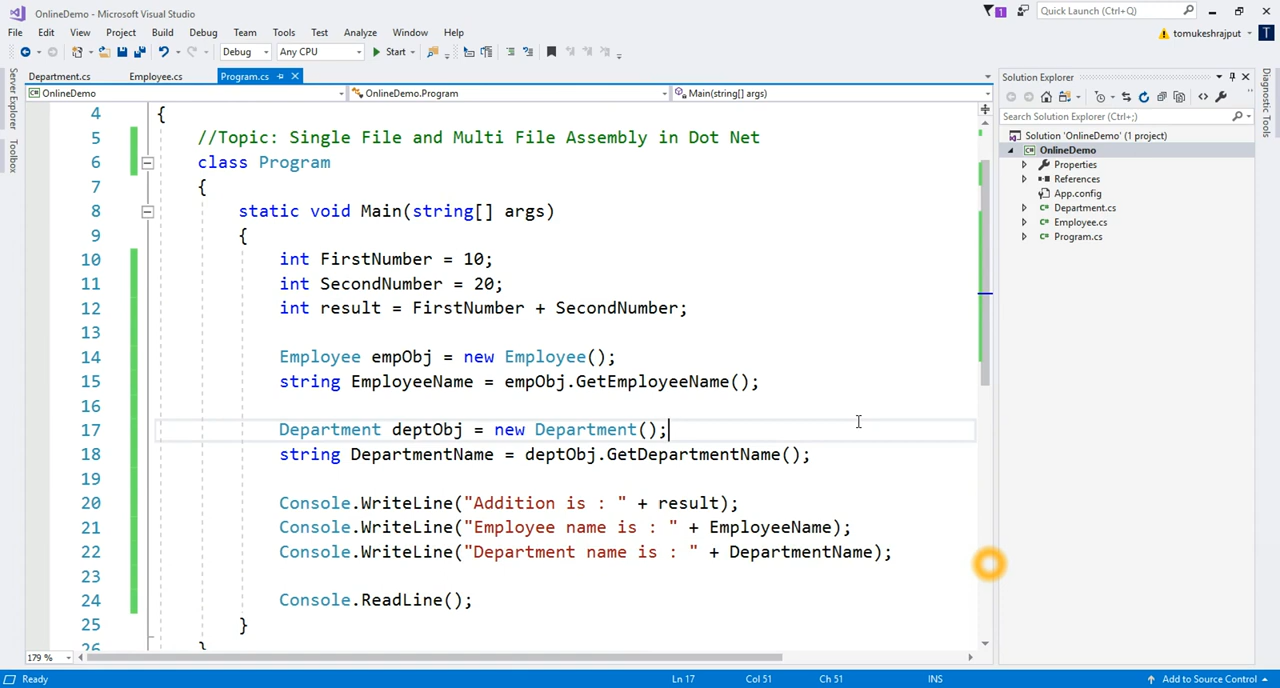 OnlineDemo - Microsoft Visual Studio
1
Quick Launch (Ctrl+Q)
File Edit View Project Build Debug Team Tools Test Analyze Window Help
tomukeshrajput
T
Debug Any CPU Start
Department.cs Employee.cs Program.cs
OnlineDemo OnlineDemo.Program Main(string[] args)
Server Explorer
Toolbox
4 {
5 //Topic: Single File and Multi File Assembly in Dot Net
6 class Program
7 {
8 static void Main(string[] args)
9 {
10 int FirstNumber = 10;
11 int SecondNumber = 20;
12 int result = FirstNumber + SecondNumber;
13
14 Employee empObj = new Employee();
15 string EmployeeName = empObj.GetEmployeeName();
16
17 Department deptObj = new Department();
18 string DepartmentName = deptObj.GetDepartmentName();
19
20 Console.WriteLine("Addition is : " + result);
21 Console.WriteLine("Employee name is : " + EmployeeName);
22 Console.WriteLine("Department name is : " + DepartmentName);
23
24 Console.ReadLine();
25 }
26 }
179 %
Solution Explorer
Search Solution Explorer (Ctrl+;)
Solution 'OnlineDemo' (1 project)
OnlineDemo
Properties
References
App.config
Department.cs
Employee.cs
Program.cs
Diagnostic Tools
Ready Ln 17 Col 51 Ch 51 INS Add to Source Control